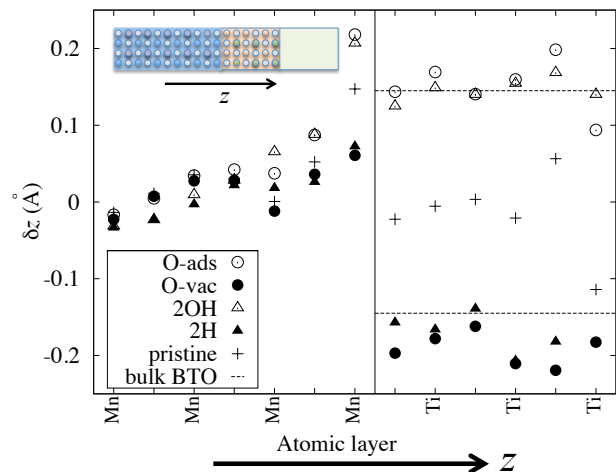 z
0.2
0.1
0
-0.1
-0.2
δz (Å)
O-ads
O-vac
2OH
2H
pristine
bulk BTO
Mn Mn Mn Mn Ti Ti Ti
Atomic layer
z